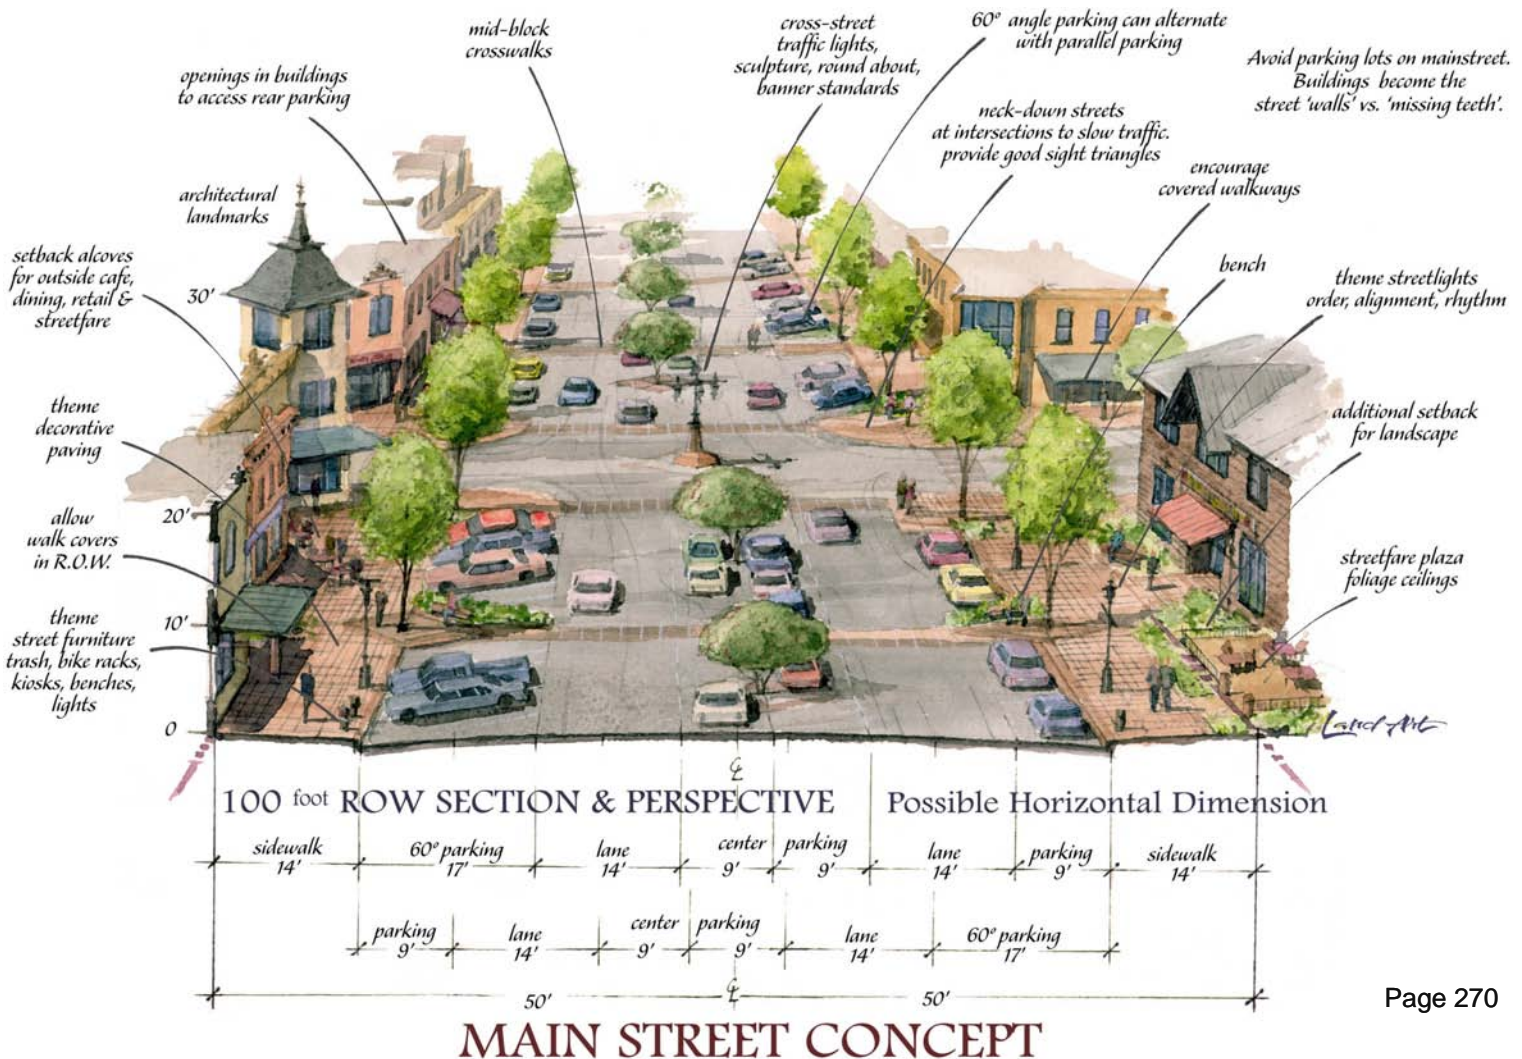 mid-block
crosswalks
cross-street
traffic lights,
sculpture, round about,
banner standards
60° angle parking can alternate
with parallel parking
Avoid parking lots on mainstreet.
Buildings become the
street 'walls' vs. 'missing teeth'.
openings in buildings
to access rear parking
neck-down streets
at intersections to slow traffic.
provide good sight triangles
encourage
covered walkways
architectural
landmarks
setback alcoves
for outside cafe,
dining, retail &
streetfare
bench
theme streetlights
order, alignment, rhythm
30'
theme
decorative
paving
additional setback
for landscape
20'
allow
walk covers
in R.O.W.
streetfare plaza
foliage ceilings
10'
theme
street furniture
trash, bike racks,
kiosks, benches,
lights
0
Land Art
℄
100 foot ROW SECTION & PERSPECTIVE
Possible Horizontal Dimension
sidewalk
14'
60° parking
17'
lane
14'
center
9'
parking
9'
lane
14'
parking
9'
sidewalk
14'
parking
9'
lane
14'
center
9'
parking
9'
lane
14'
60° parking
17'
50'
℄
50'
Page 270
MAIN STREET CONCEPT